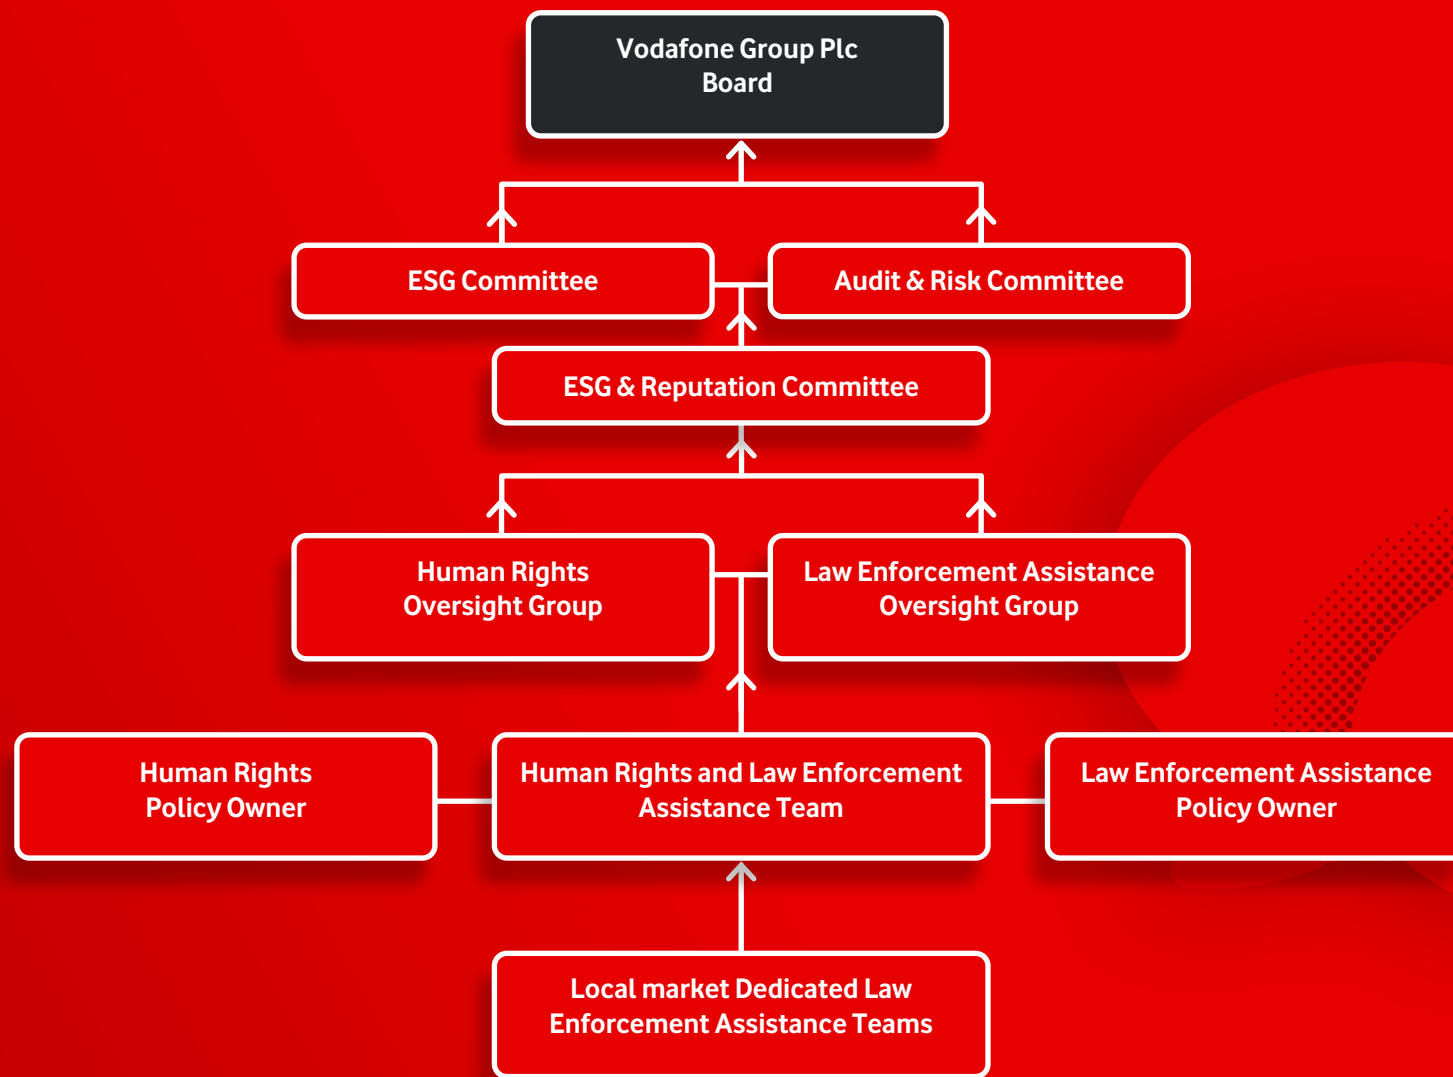 Vodafone Group Plc
Board
ESG Committee
Audit & Risk Committee
ESG & Reputation Committee
Human Rights
Oversight Group
Law Enforcement Assistance
Oversight Group
Human Rights
Policy Owner
Human Rights and Law Enforcement
Assistance Team
Law Enforcement Assistance
Policy Owner
Local market Dedicated Law
Enforcement Assistance Teams